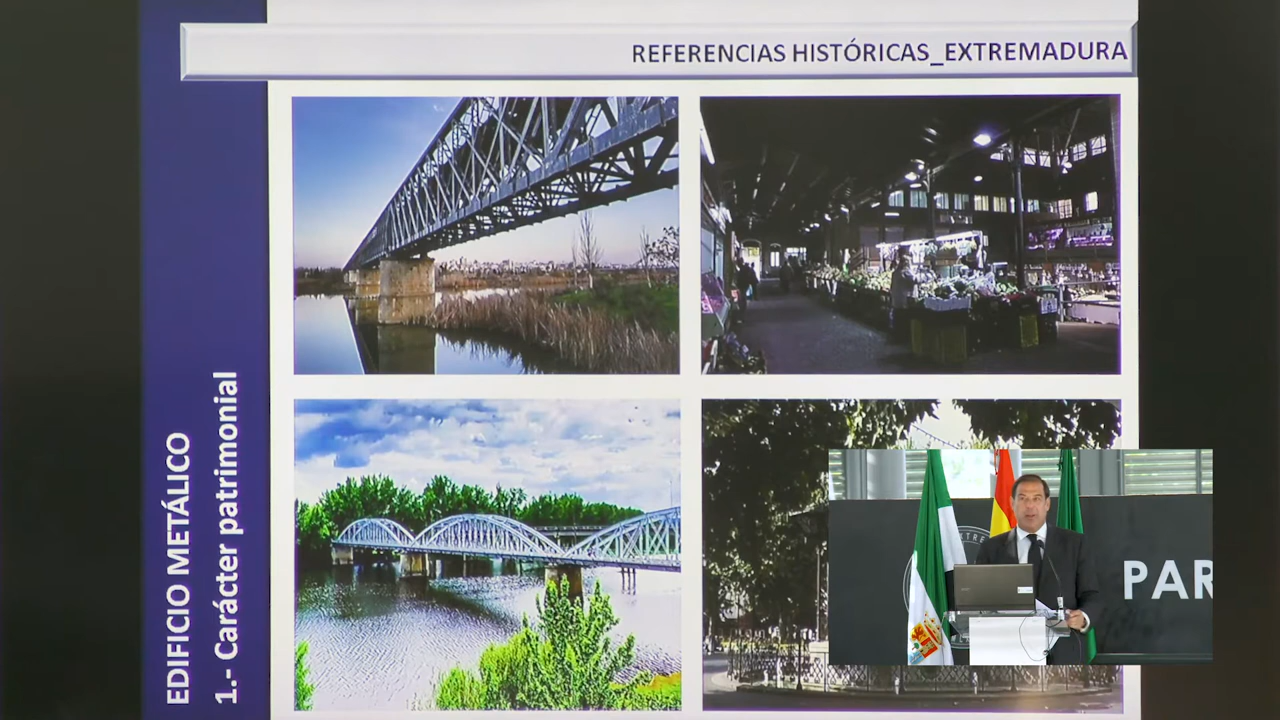 REFERENCIAS HISTÓRICAS_EXTREMADURA
EDIFICIO METÁLICO
1.- Carácter patrimonial
PAR